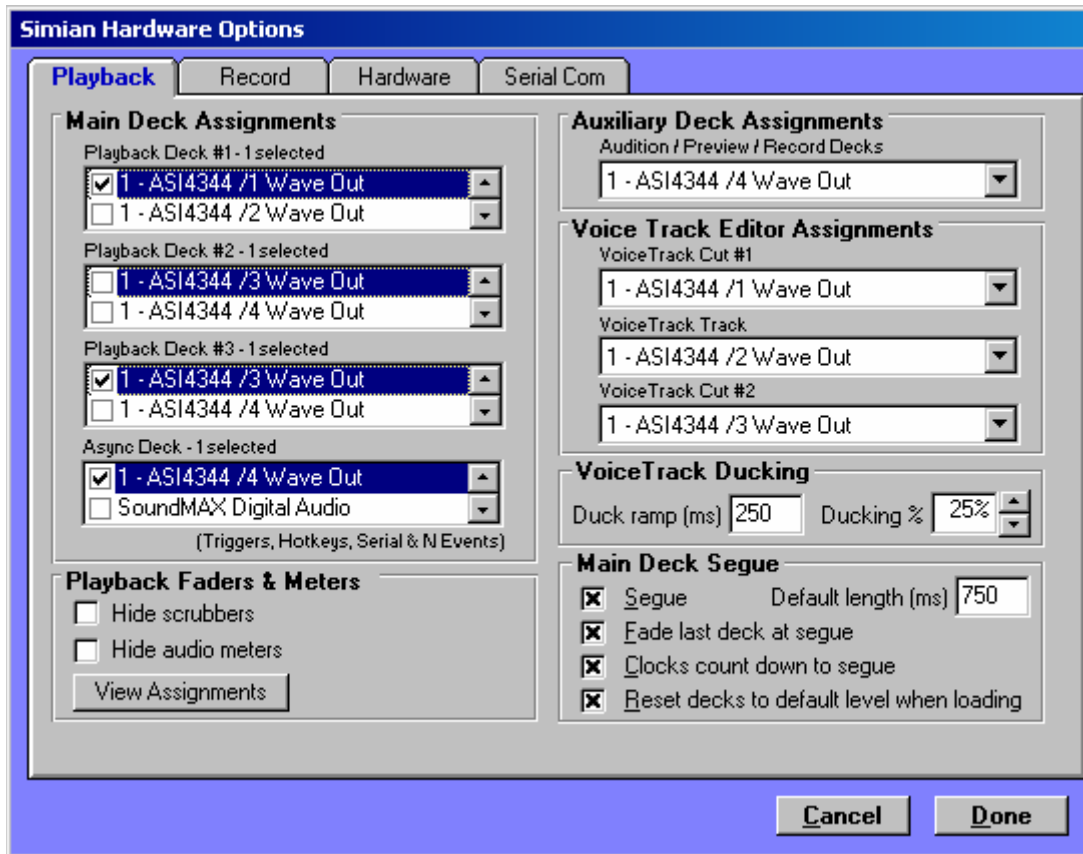 Simian Hardware Options
Playback
Record
Hardware
Serial Com
Main Deck Assignments
Playback Deck #1 - 1 selected
1 - ASI4344 /1 Wave Out
1 - ASI4344 /2 Wave Out
Playback Deck #2 - 1 selected
1 - ASI4344 /3 Wave Out
1 - ASI4344 /4 Wave Out
Playback Deck #3 - 1 selected
1 - ASI4344 /3 Wave Out
1 - ASI4344 /4 Wave Out
Async Deck - 1 selected
1 - ASI4344 /4 Wave Out
SoundMAX Digital Audio
(Triggers, Hotkeys, Serial & N Events)
Playback Faders & Meters
Hide scrubbers
Hide audio meters
View Assignments
Auxiliary Deck Assignments
Audition / Preview / Record Decks
1 - ASI4344 /4 Wave Out
Voice Track Editor Assignments
VoiceTrack Cut #1
1 - ASI4344 /1 Wave Out
VoiceTrack Track
1 - ASI4344 /2 Wave Out
VoiceTrack Cut #2
1 - ASI4344 /3 Wave Out
VoiceTrack Ducking
Duck ramp (ms) 250 Ducking % 25%
Main Deck Segue
Segue Default length (ms) 750
Fade last deck at segue
Clocks count down to segue
Reset decks to default level when loading
Cancel
Done